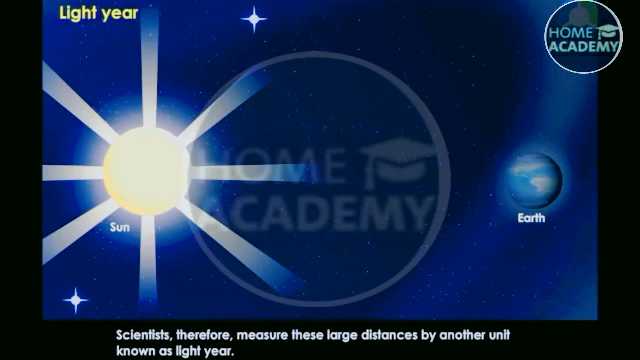 Light year
HOME
ACADEMY
HOME
ACADEMY
Sun
Earth
Scientists, therefore, measure these large distances by another unit
known as light year.